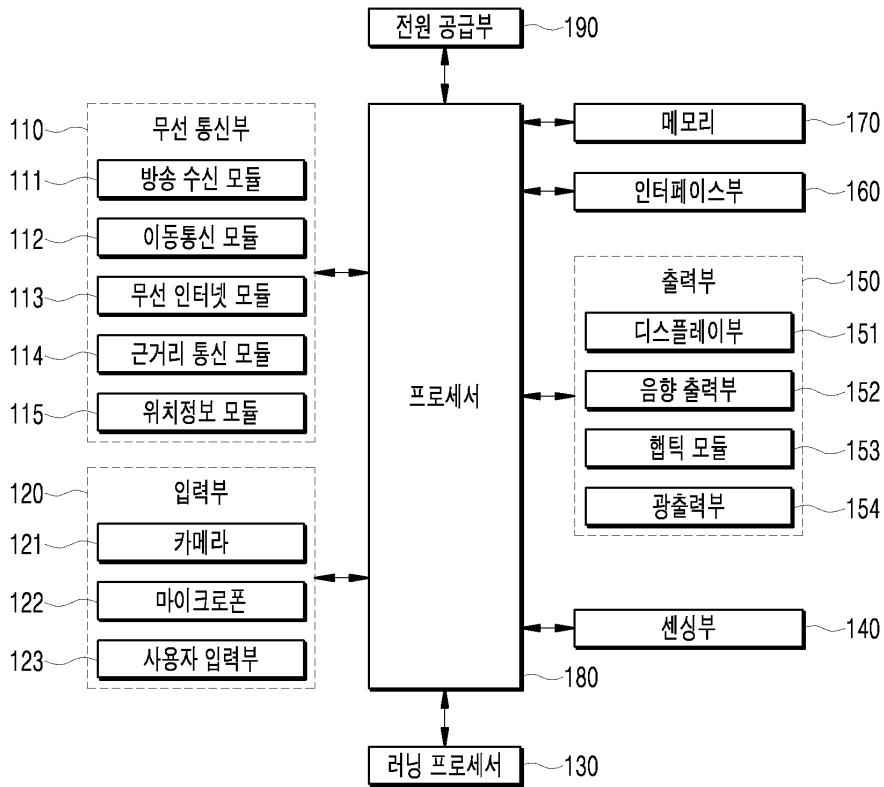 전원 공급부
190
110
무선 통신부
111
방송 수신 모듈
112
이동통신 모듈
113
무선 인터넷 모듈
114
근거리 통신 모듈
115
위치정보 모듈
120
입력부
121
카메라
122
마이크로폰
123
사용자 입력부
프로세서
180
메모리
170
인터페이스부
160
출력부
150
디스플레이부
151
음향 출력부
152
햅틱 모듈
153
광출력부
154
센싱부
140
러닝 프로세서
130